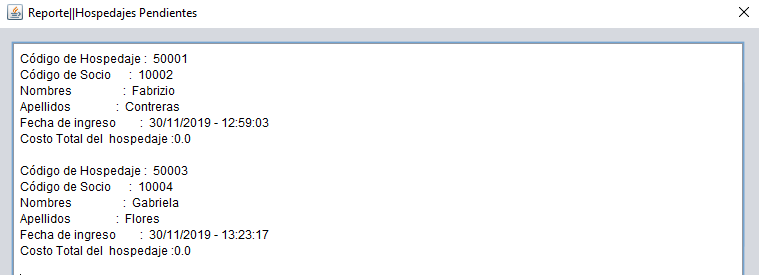 Reporte||Hospedajes Pendientes
Código de Hospedaje : 50001
Código de Socio : 10002
Nombres : Fabrizio
Apellidos : Contreras
Fecha de ingreso : 30/11/2019 - 12:59:03
Costo Total del hospedaje :0.0
Código de Hospedaje : 50003
Código de Socio : 10004
Nombres : Gabriela
Apellidos : Flores
Fecha de ingreso : 30/11/2019 - 13:23:17
Costo Total del hospedaje :0.0